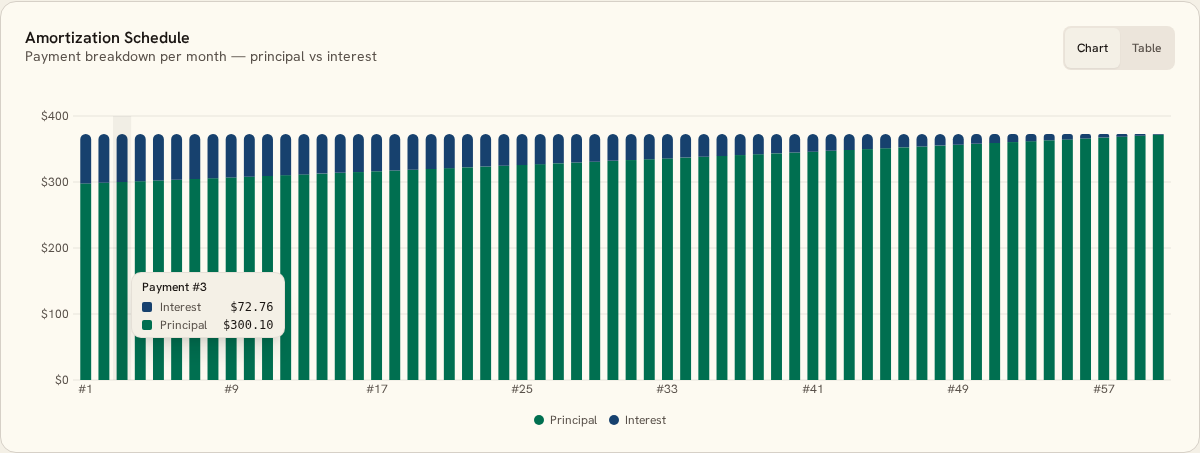 Amortization Schedule
Payment breakdown per month — principal vs interest
Chart Table
$400
$300
$200
$100
$0
Payment #3
Interest $72.76
Principal $300.10
#1 #9 #17 #25 #33 #41 #49 #57
Principal Interest